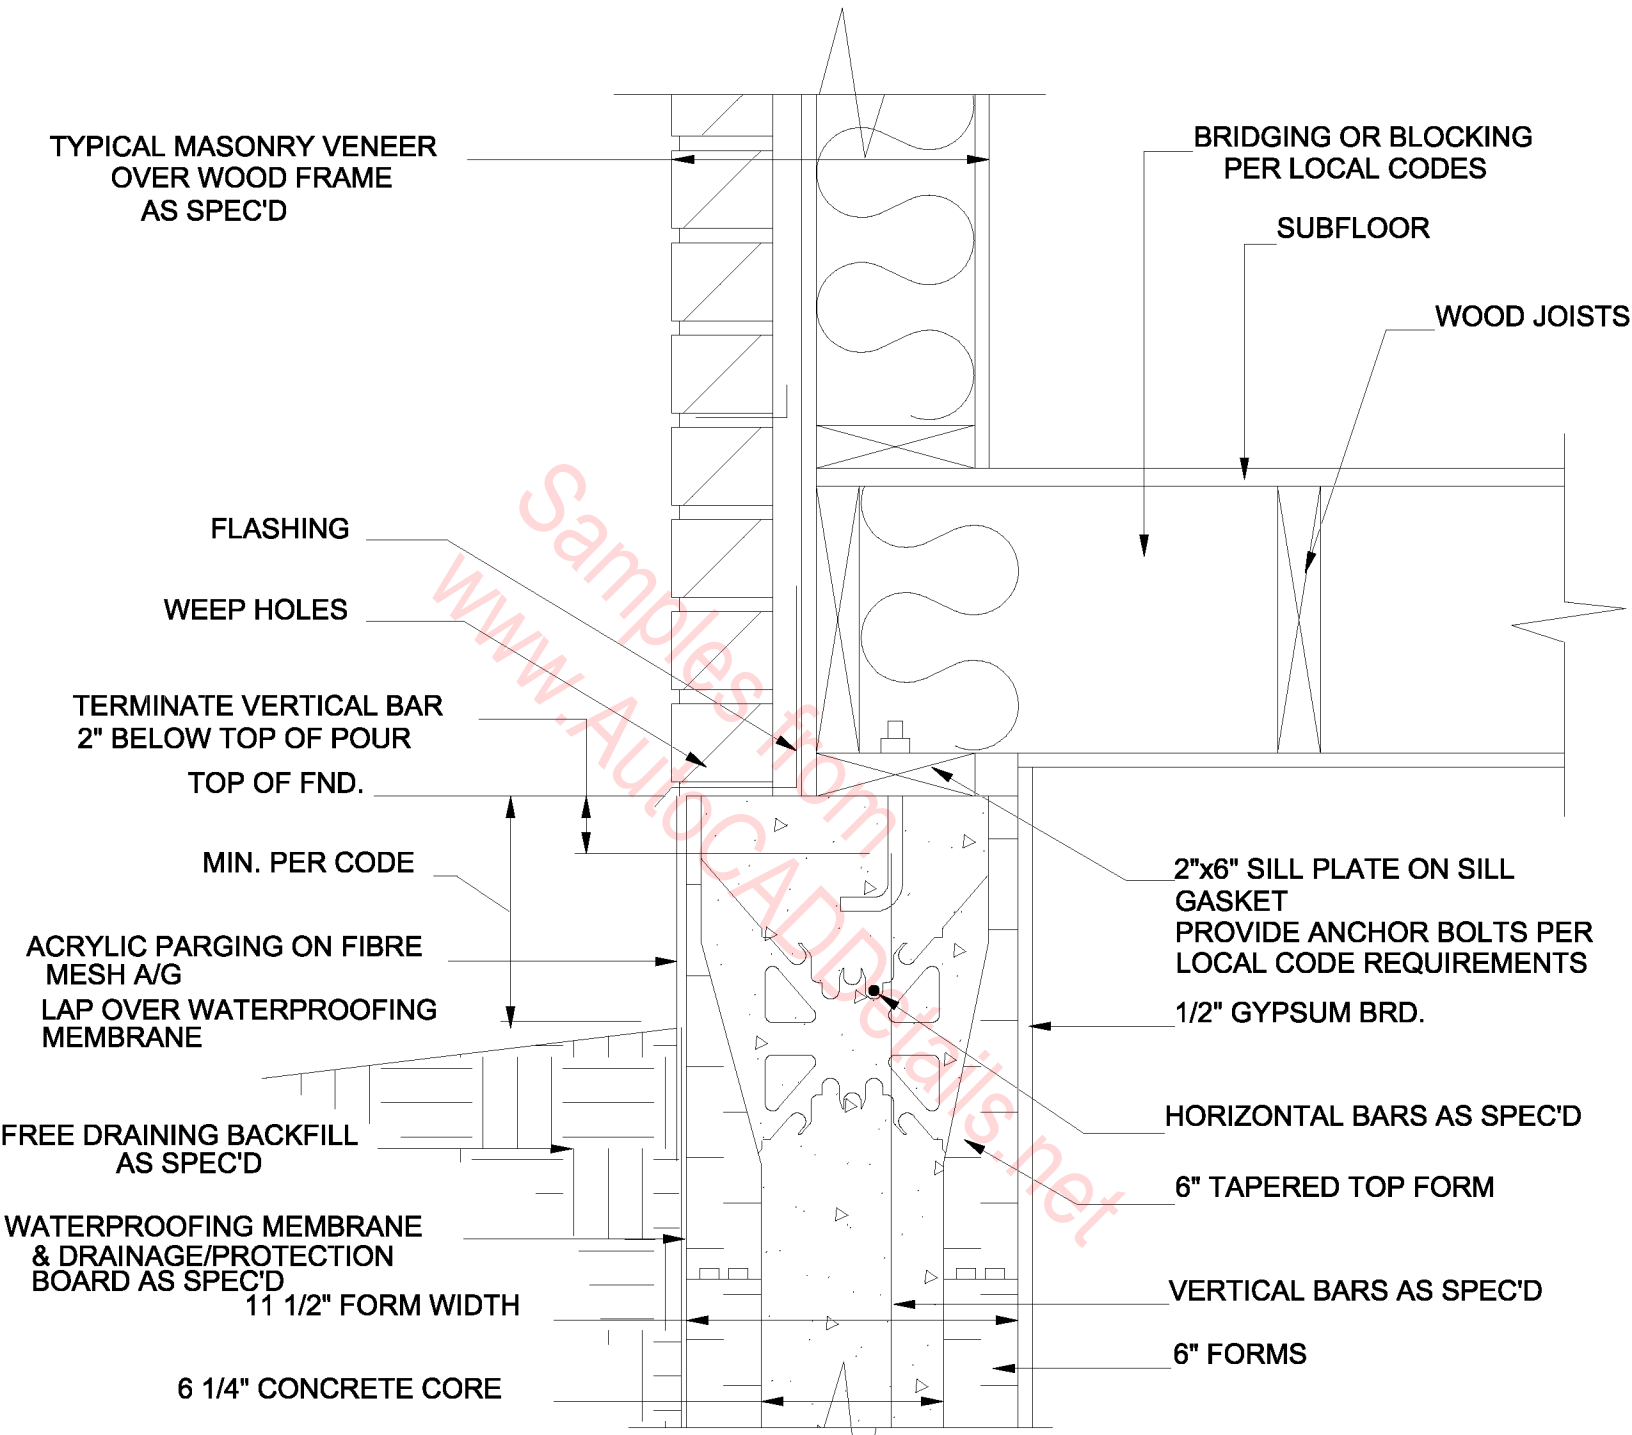 TYPICAL MASONRY VENEER
OVER WOOD FRAME
AS SPEC'D
FLASHING
WEEP HOLES
TERMINATE VERTICAL BAR
2" BELOW TOP OF POUR
TOP OF FND.
MIN. PER CODE
ACRYLIC PARGING ON FIBRE
MESH A/G
LAP OVER WATERPROOFING
MEMBRANE
FREE DRAINING BACKFILL
AS SPEC'D
WATERPROOFING MEMBRANE
& DRAINAGE/PROTECTION
BOARD AS SPEC'D
11 1/2" FORM WIDTH
6 1/4" CONCRETE CORE
BRIDGING OR BLOCKING
PER LOCAL CODES
SUBFLOOR
WOOD JOISTS
2"x6" SILL PLATE ON SILL
GASKET
PROVIDE ANCHOR BOLTS PER
LOCAL CODE REQUIREMENTS
1/2" GYPSUM BRD.
HORIZONTAL BARS AS SPEC'D
6" TAPERED TOP FORM
VERTICAL BARS AS SPEC'D
6" FORMS
Samples from
www.AutoCADDetails.net